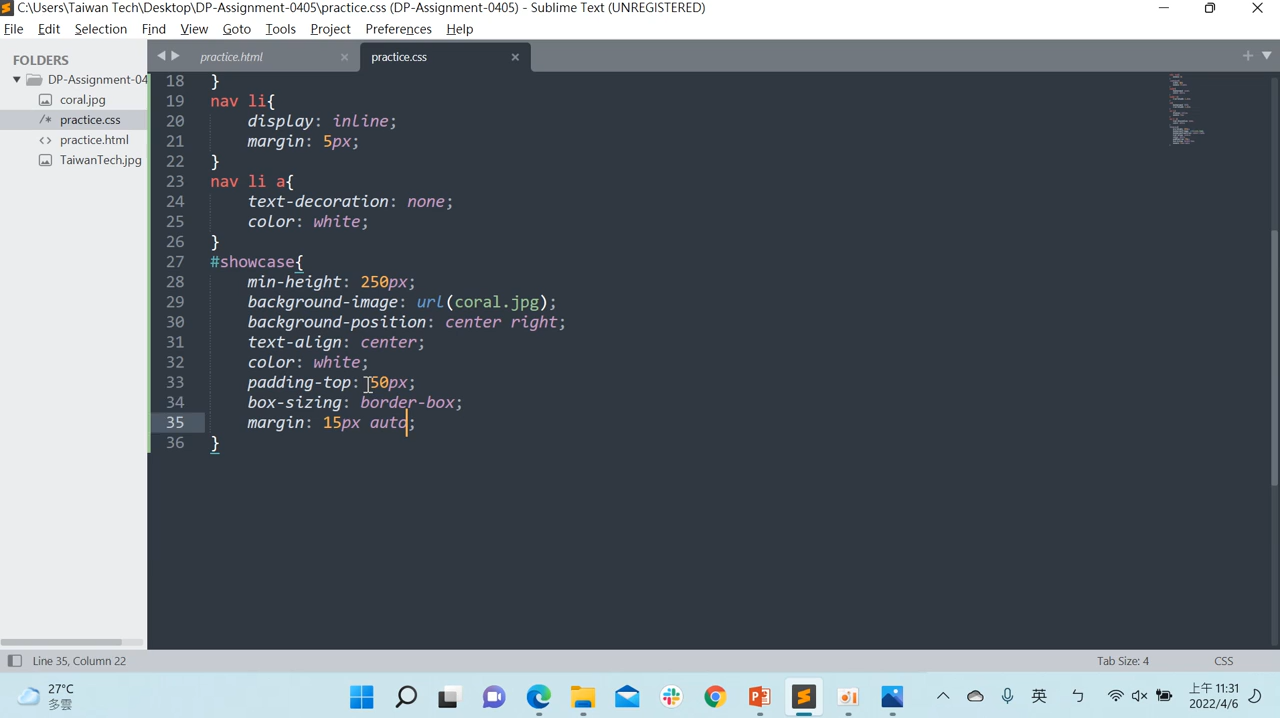 C:\Users\Taiwan Tech\Desktop\DP-Assignment-0405\practice.css (DP-Assignment-0405) - Sublime Text (UNREGISTERED)
File Edit Selection Find View Goto Tools Project Preferences Help
FOLDERS
DP-Assignment-04
coral.jpg
/* practice.css
<> practice.html
TaiwanTech.jpg
practice.html
practice.css
18 }
19 nav li{
20 display: inline;
21 margin: 5px;
22 }
23 nav li a{
24 text-decoration: none;
25 color: white;
26 }
27 #showcase{
28 min-height: 250px;
29 background-image: url(coral.jpg);
30 background-position: center right;
31 text-align: center;
32 color: white;
33 padding-top: 50px;
34 box-sizing: border-box;
35 margin: 15px auto;
36 }
Line 35, Column 22
Tab Size: 4
CSS
27°C
多雲
英
ㄅ
上午 11:31
2022/4/6